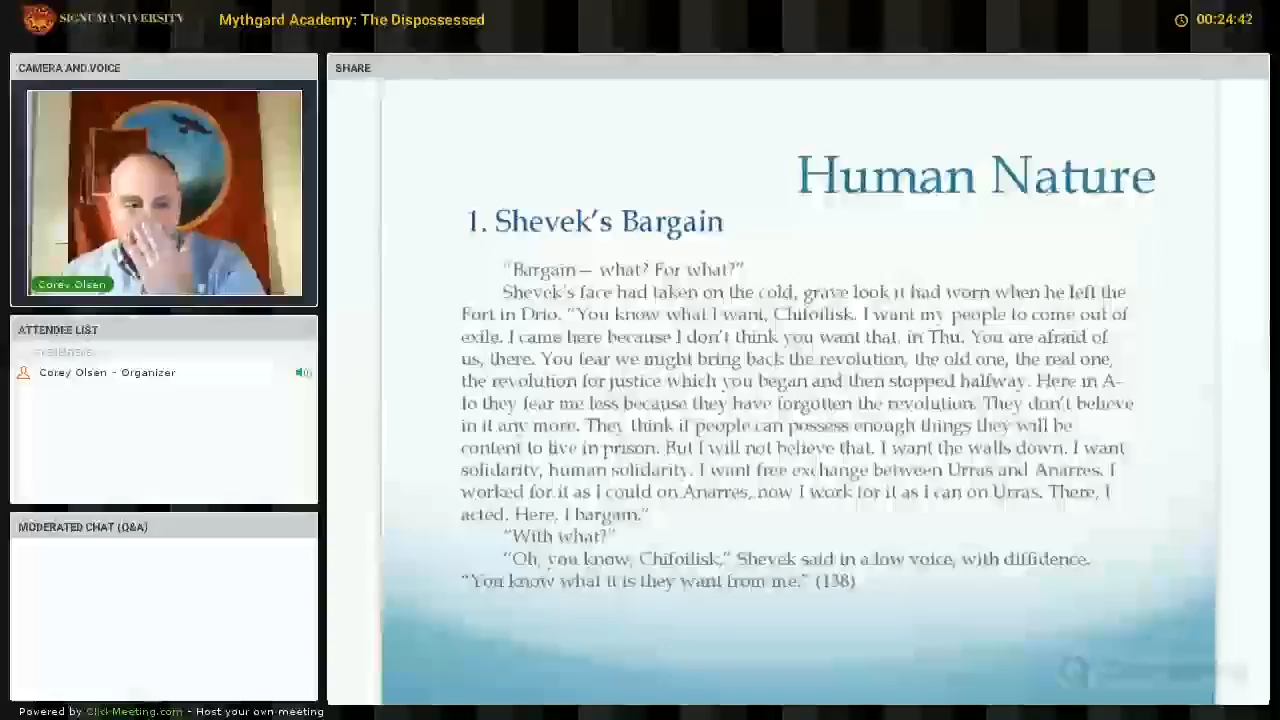 SIGNUM UNIVERSITY
Mythgard Academy: The Dispossessed
00:24:42
CAMERA AND VOICE
Corey Olsen
ATTENDEE LIST
Corey Olsen - Organizer
MODERATED CHAT (Q&A)
Powered by ClickMeeting.com - Host your own meeting
SHARE
Human Nature
1. Shevek's Bargain
"Bargain — what? For what?"
Shevek's face had taken on the cold, grave look it had worn when he left the
Fort in Drio. "You know what I want, Chifoilisk. I want my people to come out of
exile. I came here because I don't think you want that, in Thu. You are afraid of
us, there. You fear we might bring back the revolution, the old one, the real one,
the revolution for justice which you began and then stopped halfway. Here in A-
Io they fear me less because they have forgotten the revolution. They don't believe
in it any more. They think if people can possess enough things they will be
content to live in prison. But I will not believe that. I want the walls down. I want
solidarity, human solidarity. I want free exchange between Urras and Anarres. I
worked for it as I could on Anarres, now I work for it as I can on Urras. There, I
acted. Here, I bargain."
"With what?"
"Oh, you know, Chifoilisk," Shevek said in a low voice, with diffidence.
"You know what it is they want from me." (138)